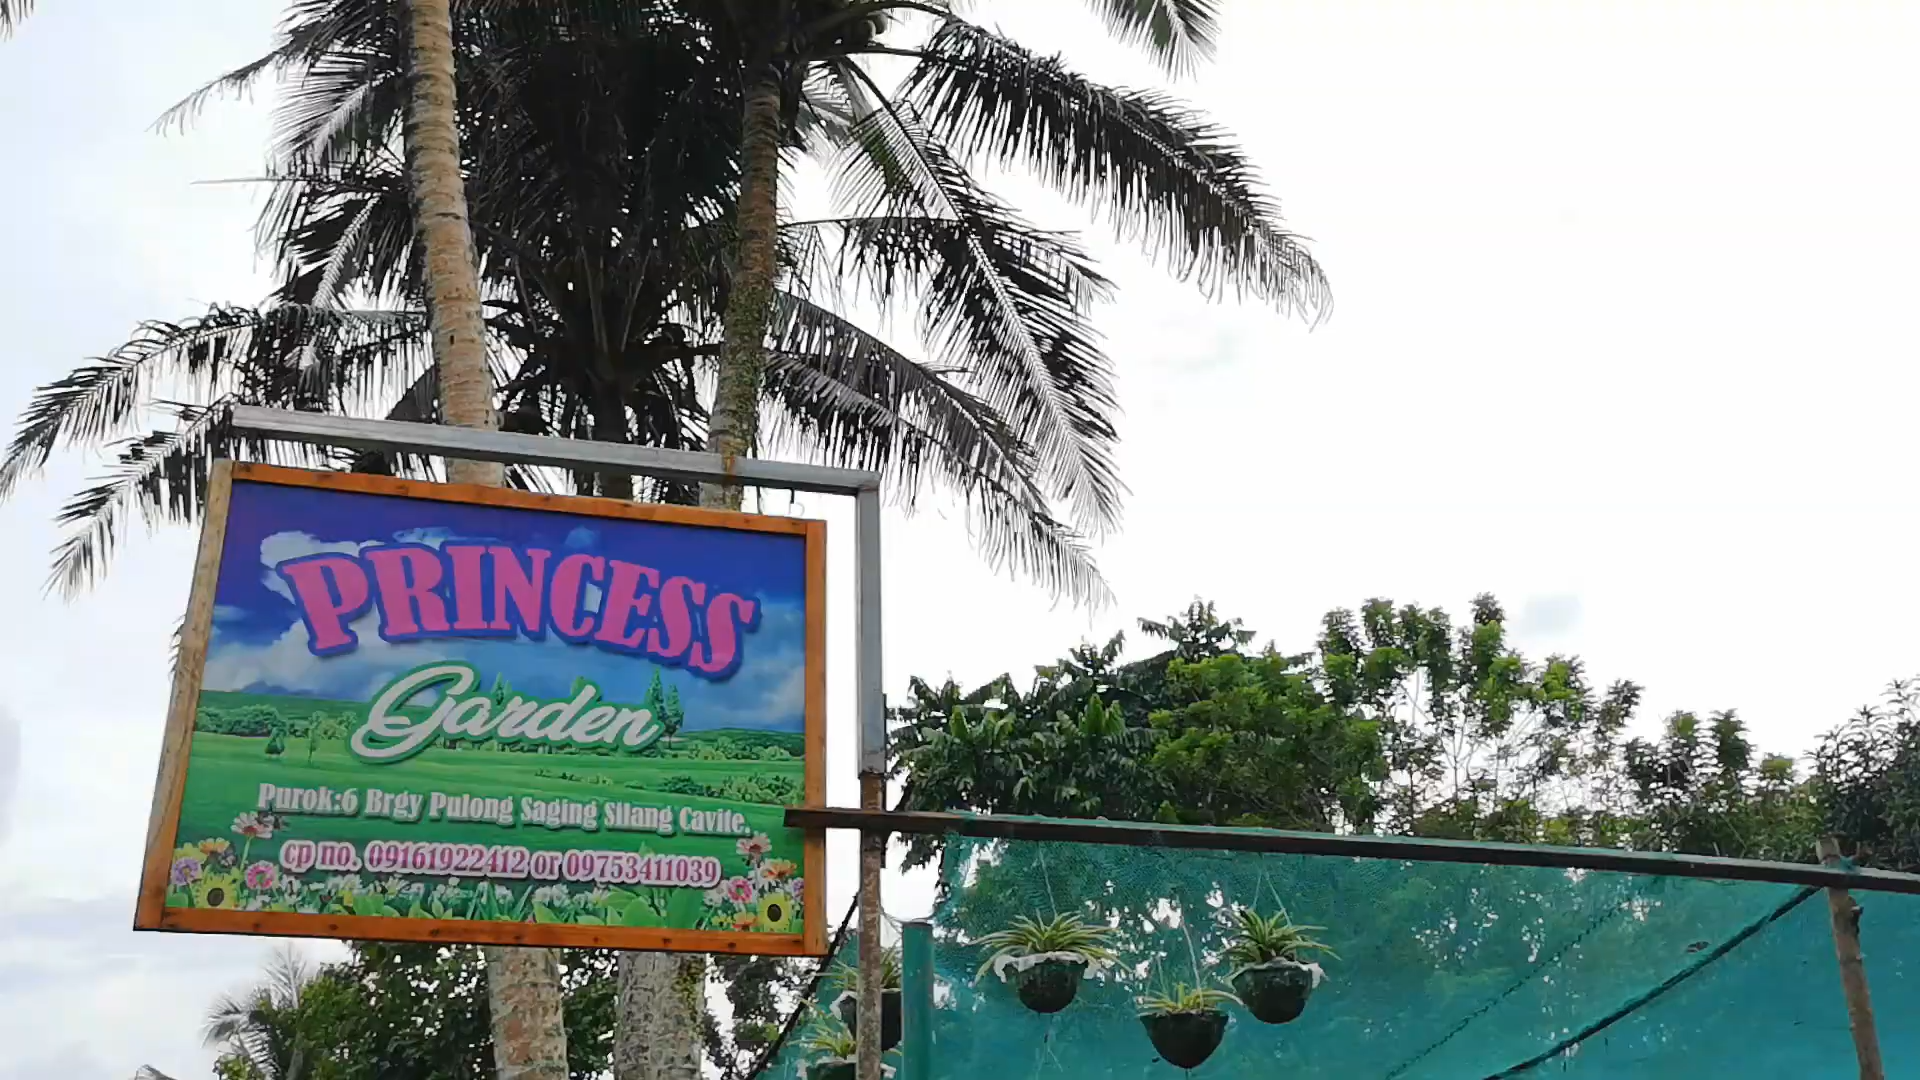 PRINCESS
Garden
Purok:6 Brgy Pulong Saging Silang Cavite.
cp no. 09161922412 or 09753411039